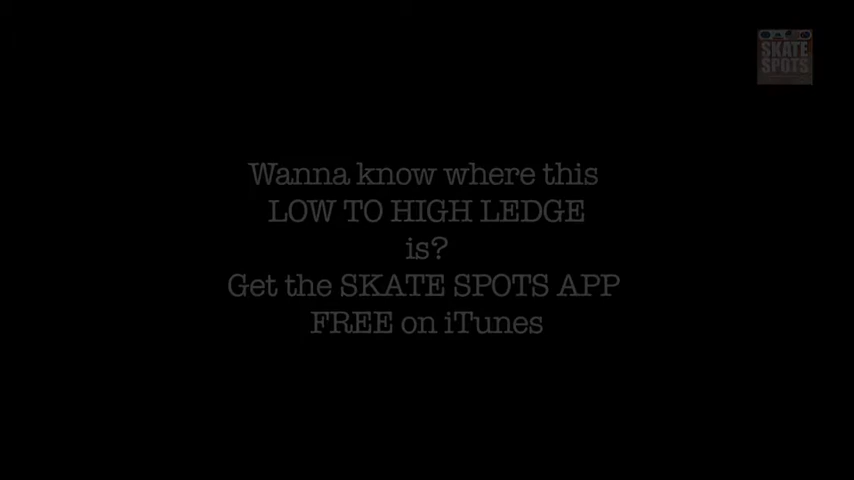 SKATE
SPOTS
Wanna know where this
LOW TO HIGH LEDGE
is?
Get the SKATE SPOTS APP
FREE on iTunes